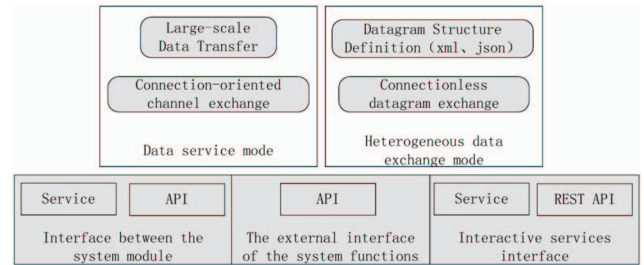 Large-scale
Data Transfer
Connection-oriented
channel exchange
Data service mode
Datagram Structure
Definition (xml、json)
Connectionless
datagram exchange
Heterogeneous data
exchange mode
Service
API
Interface between the
system module
API
The external interface
of the system functions
Service
REST API
Interactive services
interface